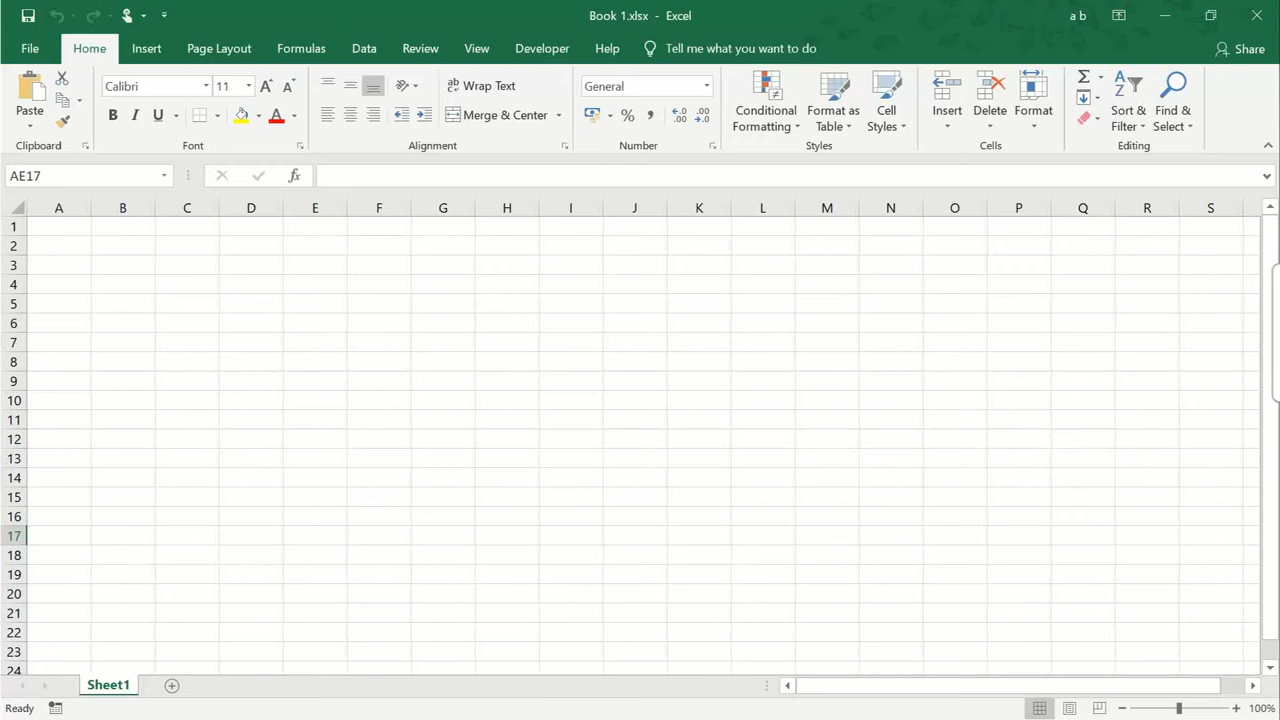 Book 1.xlsx - Excel
a b
File Home Insert Page Layout Formulas Data Review View Developer Help Tell me what you want to do Share
Calibri 11 Wrap Text General
Paste
B I U Merge & Center % , .00
Conditional Formatting
Format as Table
Cell Styles
Insert Delete Format
Sort & Filter
Find & Select
Clipboard Font Alignment Number Styles Cells Editing
AE17 fx
A B C D E F G H I J K L M N O P Q R S
1
2
3
4
5
6
7
8
9
10
11
12
13
14
15
16
17
18
19
20
21
22
23
24
Sheet1
Ready 100%